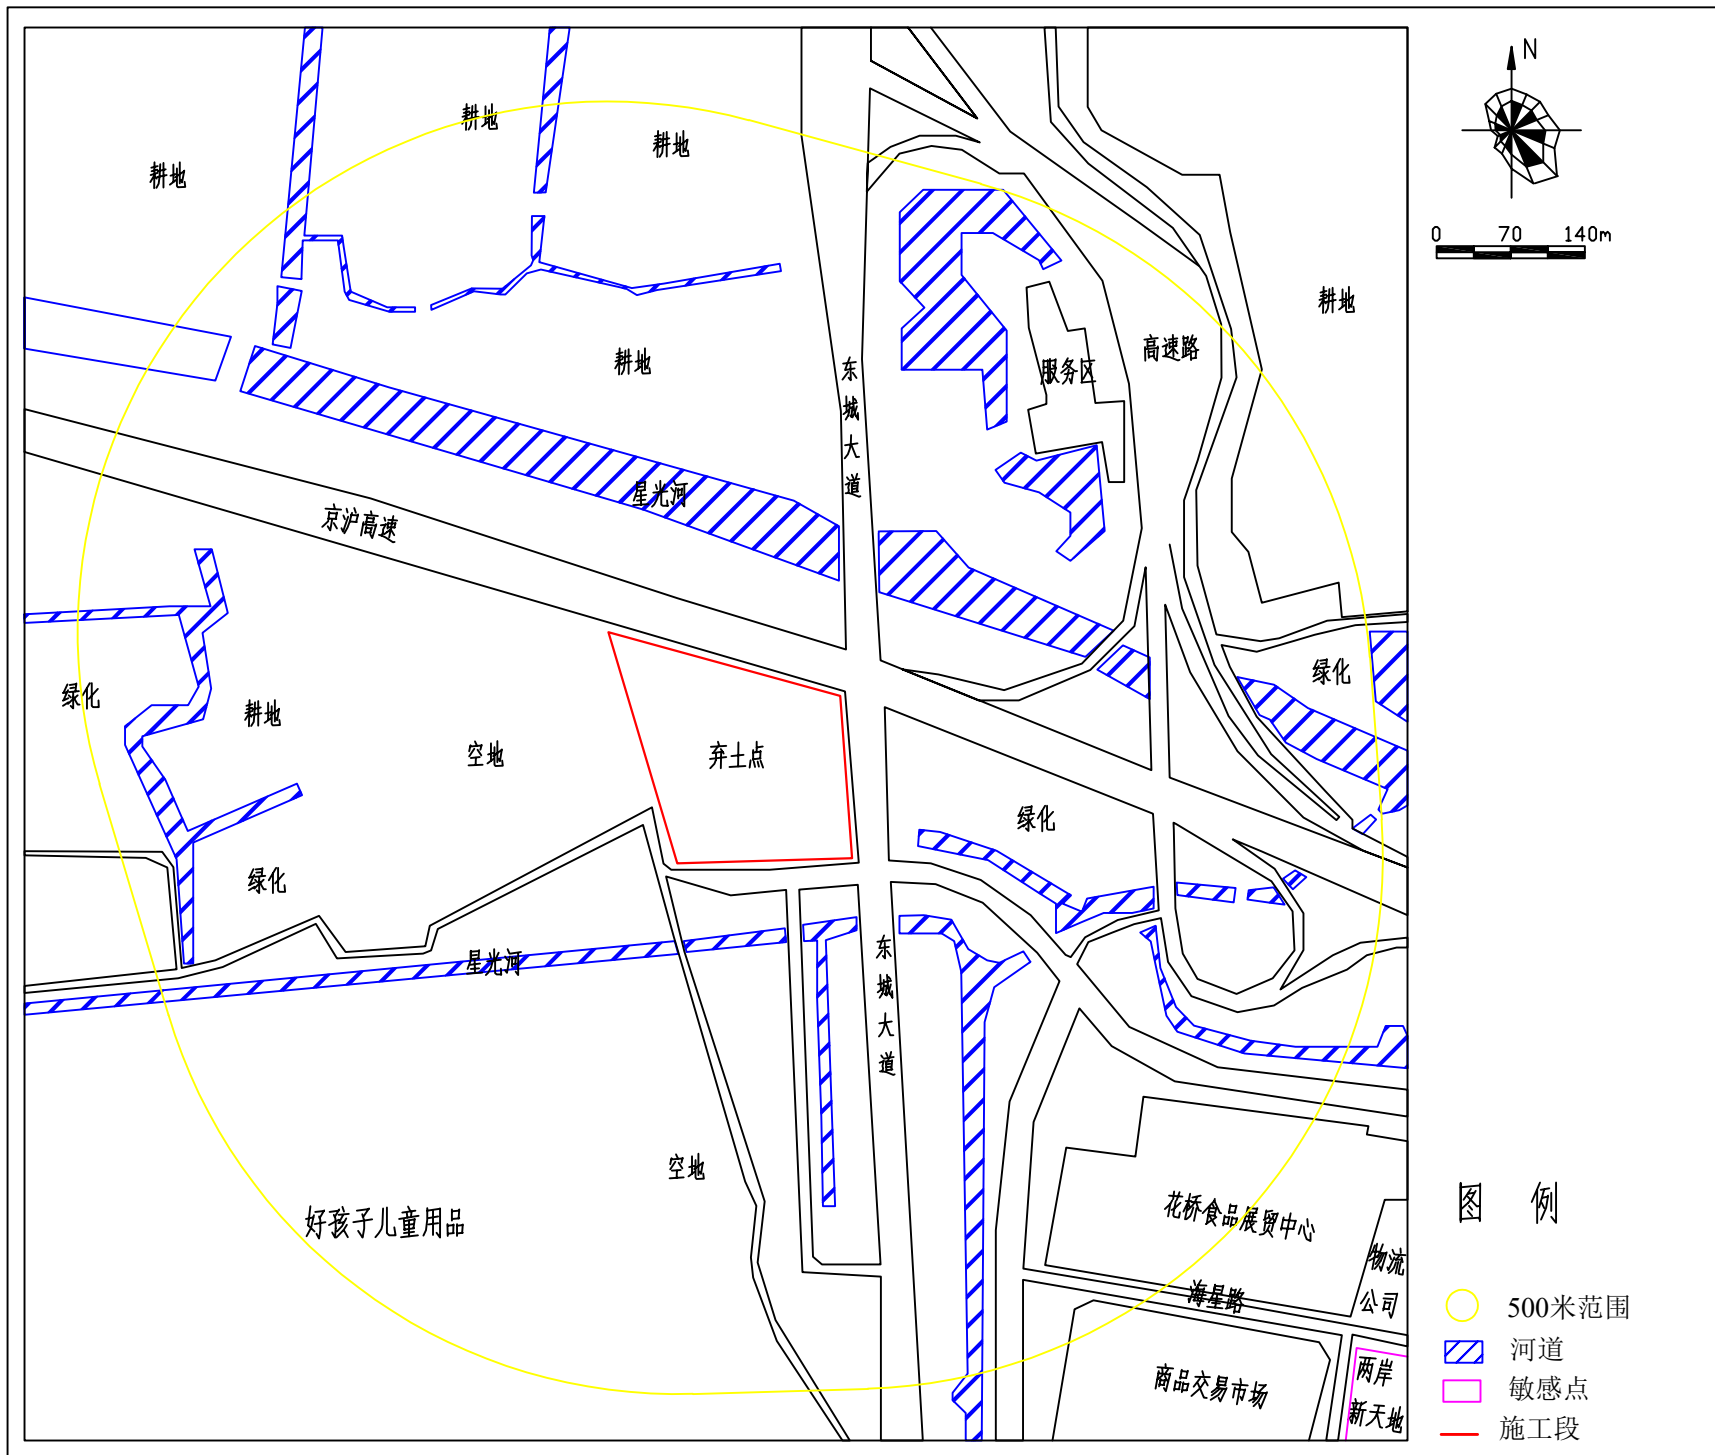 N
0 70 140m
耕地
耕地
耕地
耕地
耕地
高速路
服务区
东城大道
星光河
京沪高速
绿化
耕地
空地
弃土点
绿化
绿化
绿化
星光河
东城大道
空地
好孩子儿童用品
花桥食品展贸中心
物流
公司
海星路
商品交易市场
两岸
新天地
图 例
500米范围
河道
敏感点
施工段